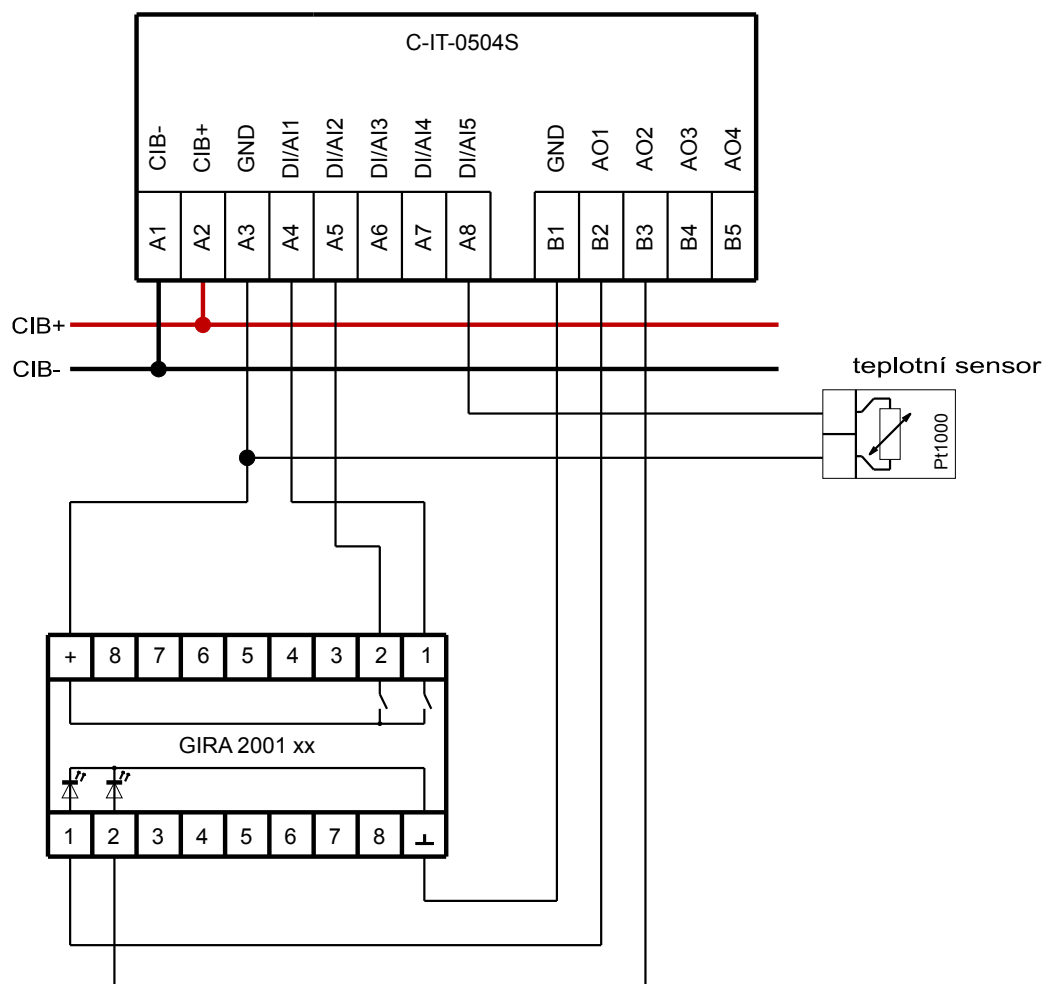 C-IT-0504S
CIB-
CIB+
GND
DI/AI1
DI/AI2
DI/AI3
DI/AI4
DI/AI5
GND
AO1
AO2
AO3
AO4
A1
A2
A3
A4
A5
A6
A7
A8
B1
B2
B3
B4
B5
CIB+
CIB-
teplotní sensor
Pt1000
+ 8 7 6 5 4 3 2 1
GIRA 2001 xx
1 2 3 4 5 6 7 8